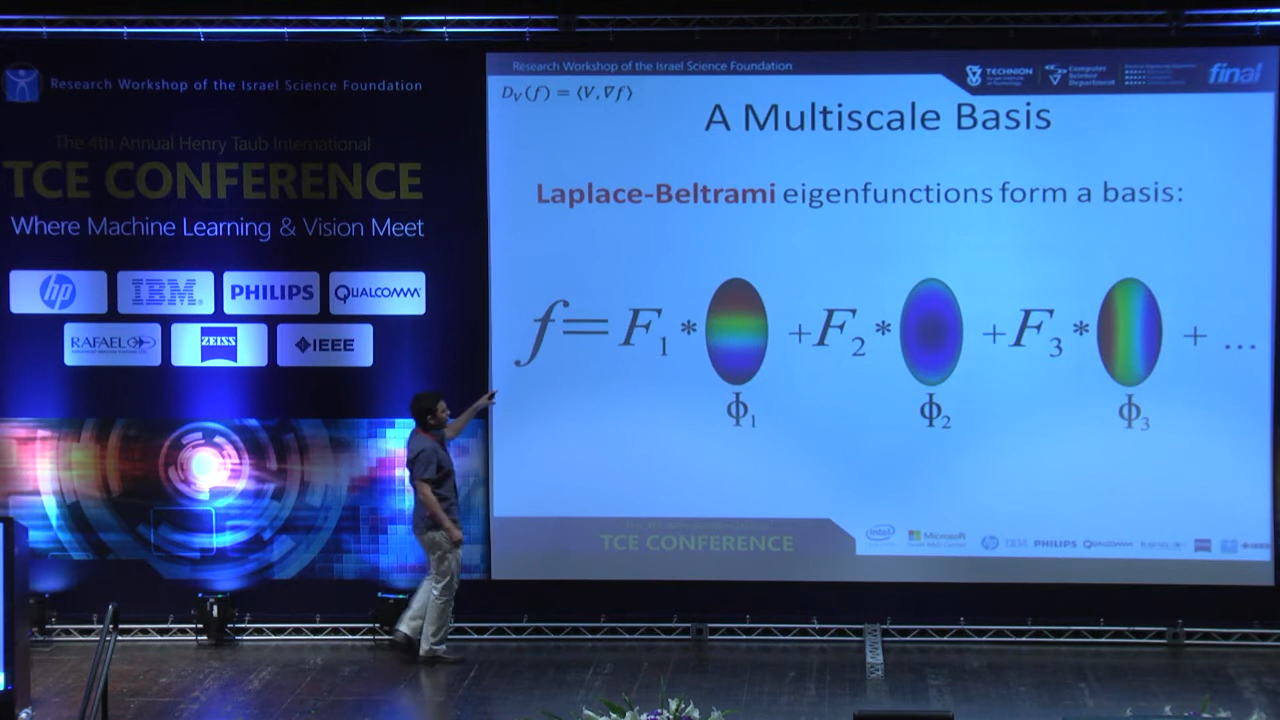 Research Workshop of the Israel Science Foundation
The 4th Annual Henry Taub International
TCE CONFERENCE
Where Machine Learning & Vision Meet
hp IBM PHILIPS QUALCOMM
RAFAEL ZEISS IEEE
Research Workshop of the Israel Science Foundation
TECHNION
Computer Science Department
final
D_V(f) = ⟨V, ∇f⟩
A Multiscale Basis
Laplace-Beltrami eigenfunctions form a basis:
f = F₁ * + F₂ * + F₃ * + ...
Φ₁ Φ₂ Φ₃
TCE CONFERENCE
intel Microsoft hp IBM PHILIPS QUALCOMM RAFAEL IEEE